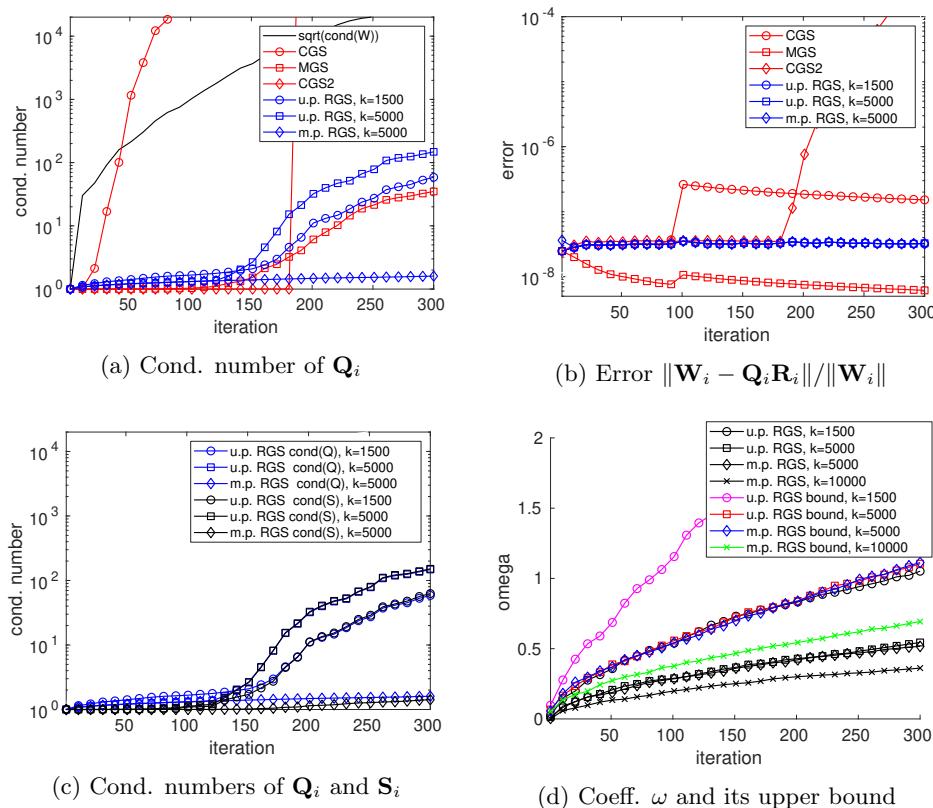 10^4
10^3
10^2
10^1
10^0
cond. number
50 100 150 200 250 300
iteration
sqrt(cond(W))
CGS
MGS
CGS2
u.p. RGS, k=1500
u.p. RGS, k=5000
m.p. RGS, k=5000
(a) Cond. number of Q_i
10^-4
10^-6
10^-8
error
50 100 150 200 250 300
iteration
CGS
MGS
CGS2
u.p. RGS, k=1500
u.p. RGS, k=5000
m.p. RGS, k=5000
(b) Error ‖W_i − Q_iR_i‖/‖W_i‖
10^4
10^3
10^2
10^1
10^0
cond. number
50 100 150 200 250 300
iteration
u.p. RGS cond(Q), k=1500
u.p. RGS cond(Q), k=5000
m.p. RGS cond(Q), k=5000
u.p. RGS cond(S), k=1500
u.p. RGS cond(S), k=5000
m.p. RGS cond(S), k=5000
(c) Cond. numbers of Q_i and S_i
2
1.5
1
0.5
0
omega
50 100 150 200 250 300
iteration
u.p. RGS, k=1500
u.p. RGS, k=5000
m.p. RGS, k=5000
m.p. RGS, k=10000
u.p. RGS bound, k=1500
u.p. RGS bound, k=5000
m.p. RGS bound, k=5000
m.p. RGS bound, k=10000
(d) Coeff. ω and its upper bound